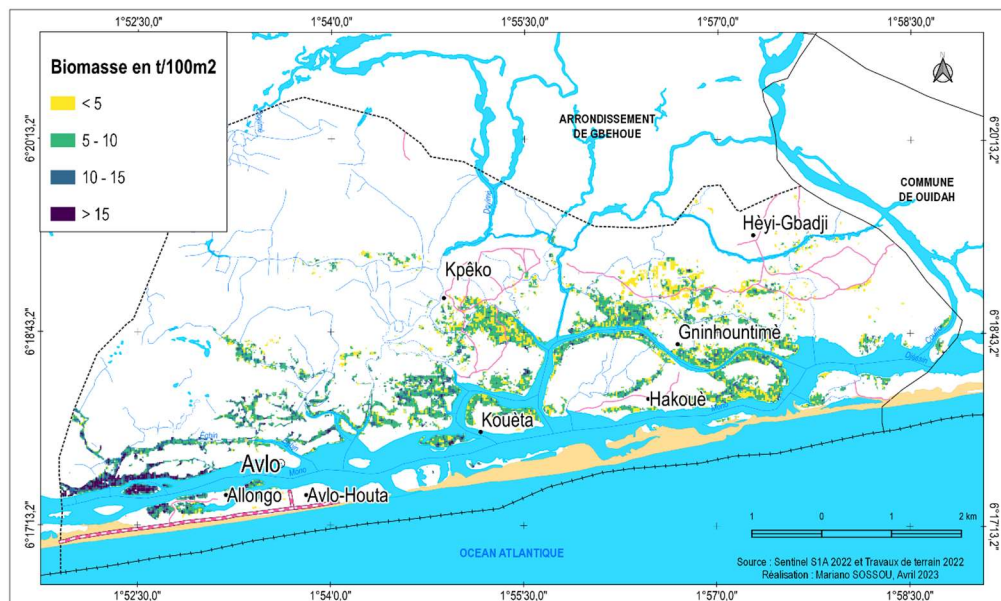 1°52'30,0"
1°54'0,0"
1°55'30,0"
1°57'0,0"
1°58'30,0"
Biomasse en t/100m2
< 5
5 - 10
10 - 15
> 15
N
6°20'13,2"
6°20'13,2"
ARRONDISSEMENT
DE GBEHOUE
COMMUNE
DE OUIDAH
Hêyi-Gbadji
Kpêko
6°18'43,2"
6°18'43,2"
Gninhountimè
Hakouè
Mono
Kouèta
Avlo
Mono
Allongo
Avlo-Houta
6°17'13,2"
6°17'13,2"
1
0
1
2 km
OCEAN ATLANTIQUE
Source : Sentinel S1A 2022 et Travaux de terrain 2022
Réalisation : Mariano SOSSOU, Avril 2023
1°52'30,0"
1°54'0,0"
1°55'30,0"
1°57'0,0"
1°58'30,0"